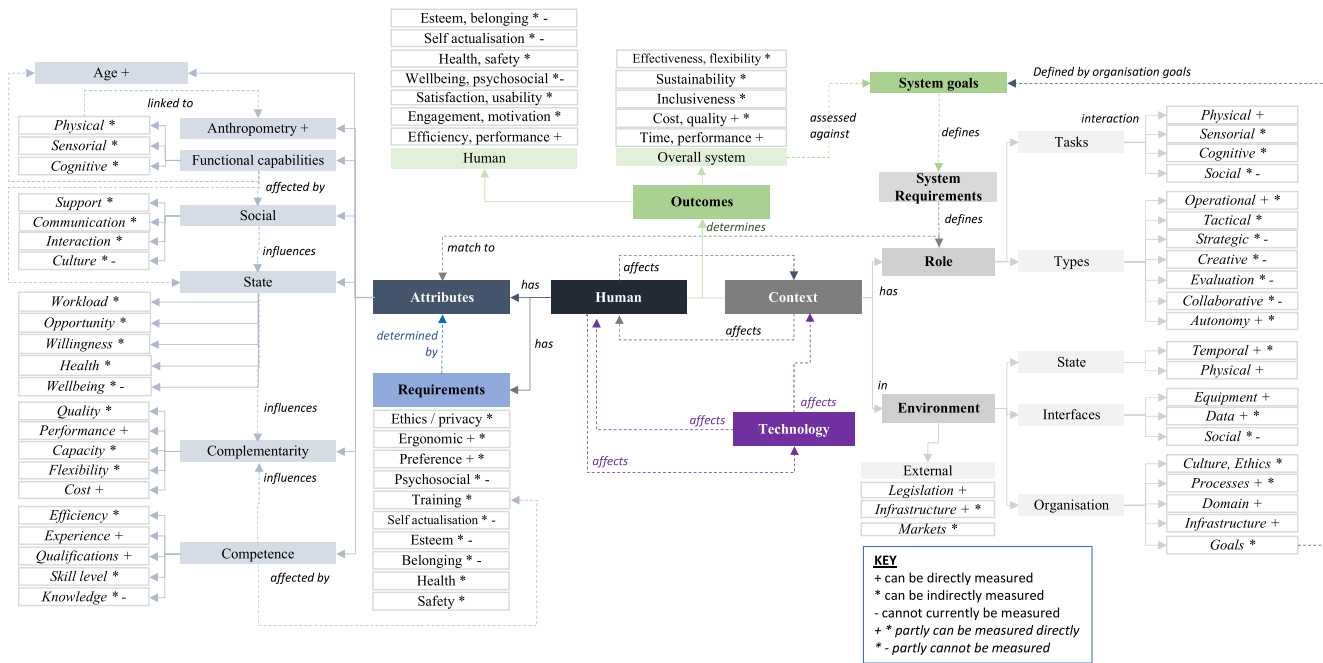 Esteem, belonging * -
Self actualisation * -
Health, safety *
Wellbeing, psychosocial *-
Satisfaction, usability *
Engagement, motivation *
Efficiency, performance +
Human
Effectiveness, flexibility *
Sustainability *
Inclusiveness *
Cost, quality + *
Time, performance +
Overall system
assessed
against
System goals
Defined by organisation goals
defines
System
Requirements
defines
Outcomes
determines
Age +
linked to
Anthropometry +
Functional capabilities
Physical *
Sensorial *
Cognitive *
affected by
Social
Support *
Communication *
Interaction *
Culture * -
influences
State
Workload *
Opportunity *
Willingness *
Health *
Wellbeing * -
influences
Complementarity
Quality *
Performance +
Capacity *
Flexibility *
Cost +
influences
Competence
Efficiency *
Experience +
Qualifications +
Skill level *
Knowledge * -
affected by
match to
affects
Attributes
has
Human
Context
has
affects
determined
by
has
Requirements
Ethics / privacy *
Ergonomic + *
Preference + *
Psychosocial * -
Training *
Self actualisation * -
Esteem * -
Belonging * -
Health *
Safety *
affects
affects
Technology
affects
Role
in
Environment
External
Legislation +
Infrastructure + *
Markets *
Tasks
interaction
Physical +
Sensorial *
Cognitive *
Social * -
Types
Operational + *
Tactical *
Strategic * -
Creative * -
Evaluation * -
Collaborative * -
Autonomy + *
State
Temporal + *
Physical +
Interfaces
Equipment +
Data + *
Social * -
Organisation
Culture, Ethics *
Processes + *
Domain +
Infrastructure +
Goals *
KEY
+ can be directly measured
* can be indirectly measured
- cannot currently be measured
+ * partly can be measured directly
* - partly cannot be measured